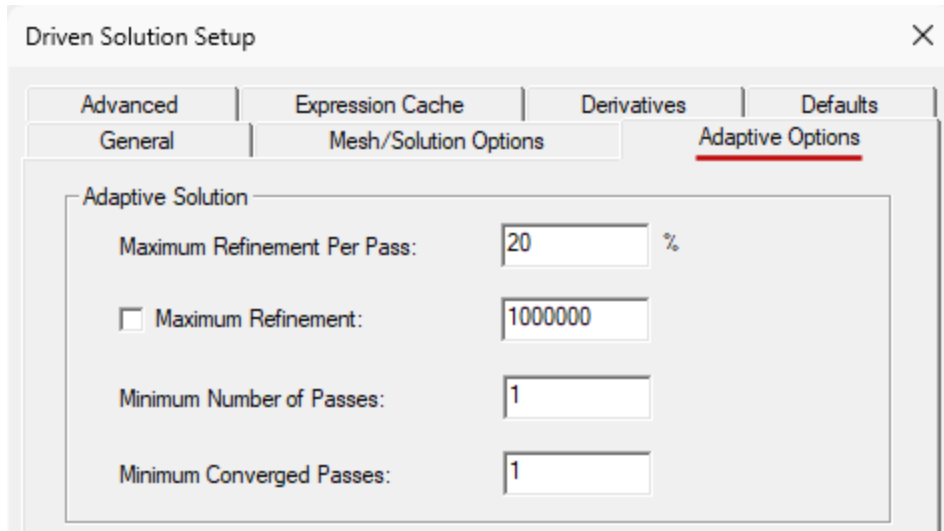 Driven Solution Setup
Advanced Expression Cache Derivatives Defaults
General Mesh/Solution Options Adaptive Options
Adaptive Solution
Maximum Refinement Per Pass: 20 %
Maximum Refinement: 1000000
Minimum Number of Passes: 1
Minimum Converged Passes: 1